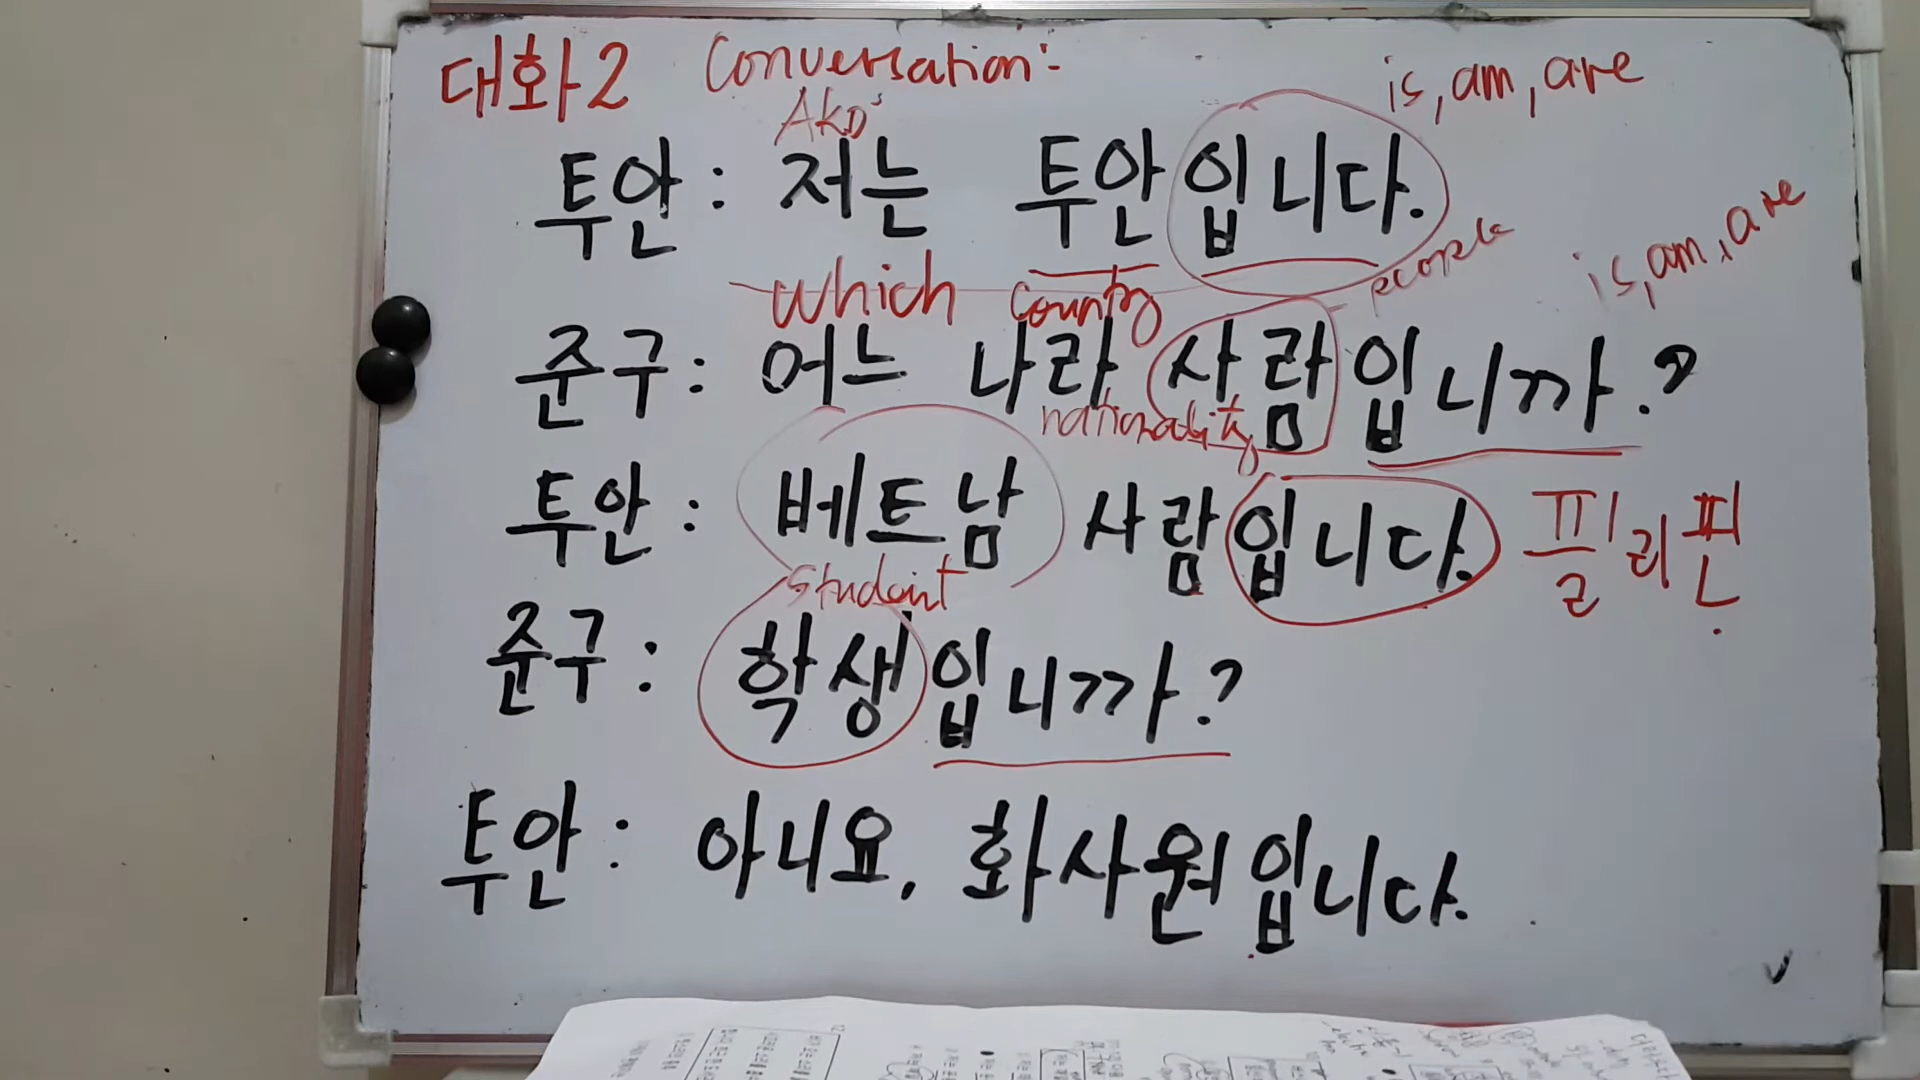 대화2 Conversation:
is, am, are
Ako
투안: 저는 투안입니다.
which country people is, am, are
준구: 어느 나라 사람입니까?
nationality
투안: 베트남 사람입니다. 필리핀
student
준구: 학생입니까?
투안: 아니요, 화사원입니다.